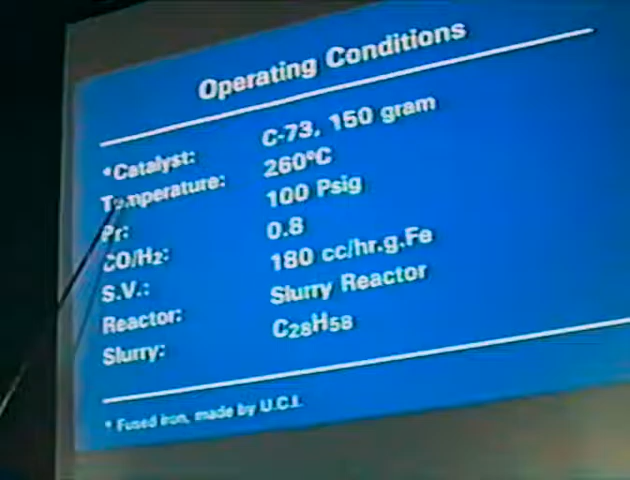 Operating Conditions
*Catalyst: C-73, 150 gram
Temperature: 260ºC
Pr: 100 Psig
CO/H₂: 0.8
S.V.: 180 cc/hr.g.Fe
Reactor: Slurry Reactor
Slurry: C₂₈H₅₈
* Fused iron, made by U.C.I.